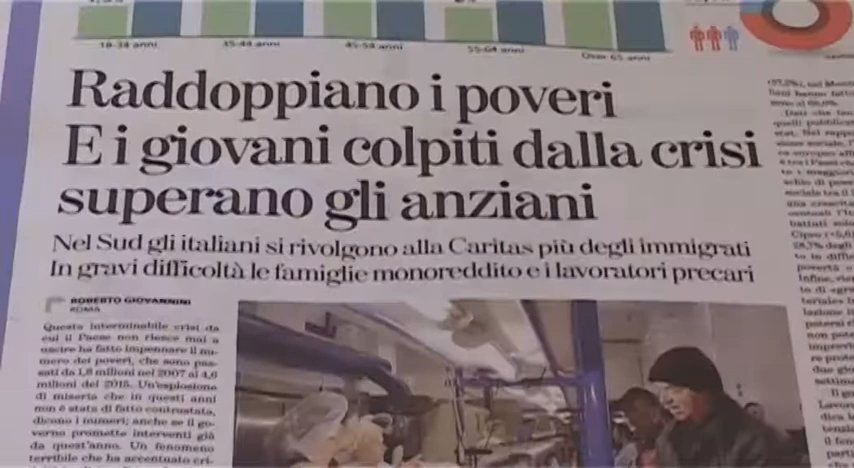 18-34 anni
35-44 anni
45-54 anni
55-64 anni
Over 65 anni
Raddoppiano i poveri
E i giovani colpiti dalla crisi
superano gli anziani
Nel Sud gli italiani si rivolgono alla Caritas più degli immigrati
In gravi difficoltà le famiglie monoreddito e i lavoratori precari
ROBERTO GIOVANNINI
ROMA
Questa interminabile crisi da
cui il Paese non riesce mai a
uscire ha fatto impennare il nu-
mero dei poveri, che sono pas-
sati da 1,8 milioni nel 2007 ai 4,6
milioni del 2015. Un'esplosione
di miseria che in questi anni
non è stata di fatto contrastata,
dicono i numeri; anche se il go-
verno promette interventi già
da quest'anno. Un fenomeno
terribile che ha accentuato cri-